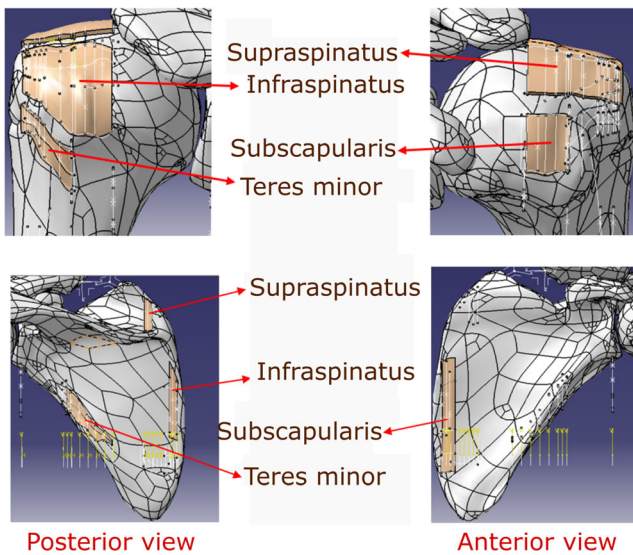 Supraspinatus
Infraspinatus
Subscapularis
Teres minor
Supraspinatus
Infraspinatus
Subscapularis
Teres minor
Posterior view
Anterior view